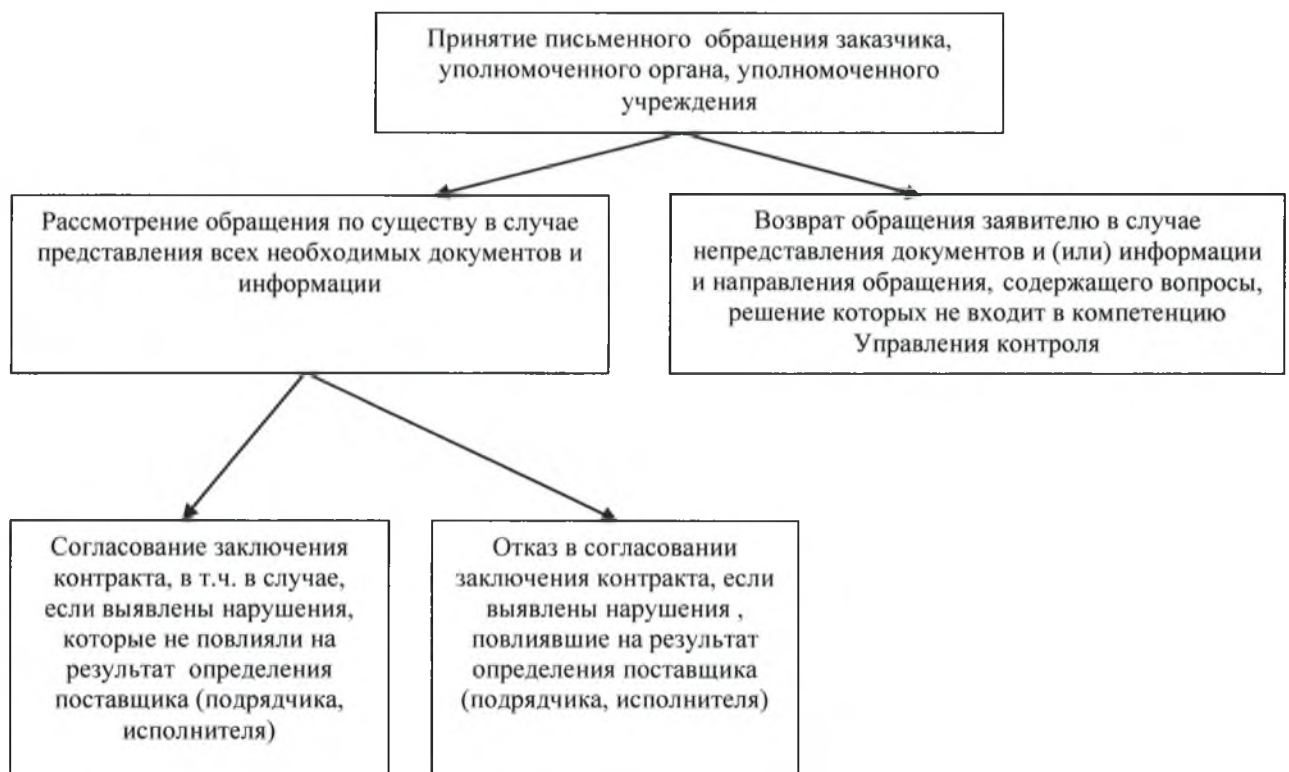 Принятие письменного обращения заказчика,
уполномоченного органа, уполномоченного
учреждения
Рассмотрение обращения по существу в случае
представления всех необходимых документов и
информации
Возврат обращения заявителю в случае
непредставления документов и (или) информации
и направления обращения, содержащего вопросы,
решение которых не входит в компетенцию
Управления контроля
Согласование заключения
контракта, в т.ч. в случае,
если выявлены нарушения,
которые не повлияли на
результат определения
поставщика (подрядчика,
исполнителя)
Отказ в согласовании
заключения контракта, если
выявлены нарушения ,
повлиявшие на результат
определения поставщика
(подрядчика, исполнителя)